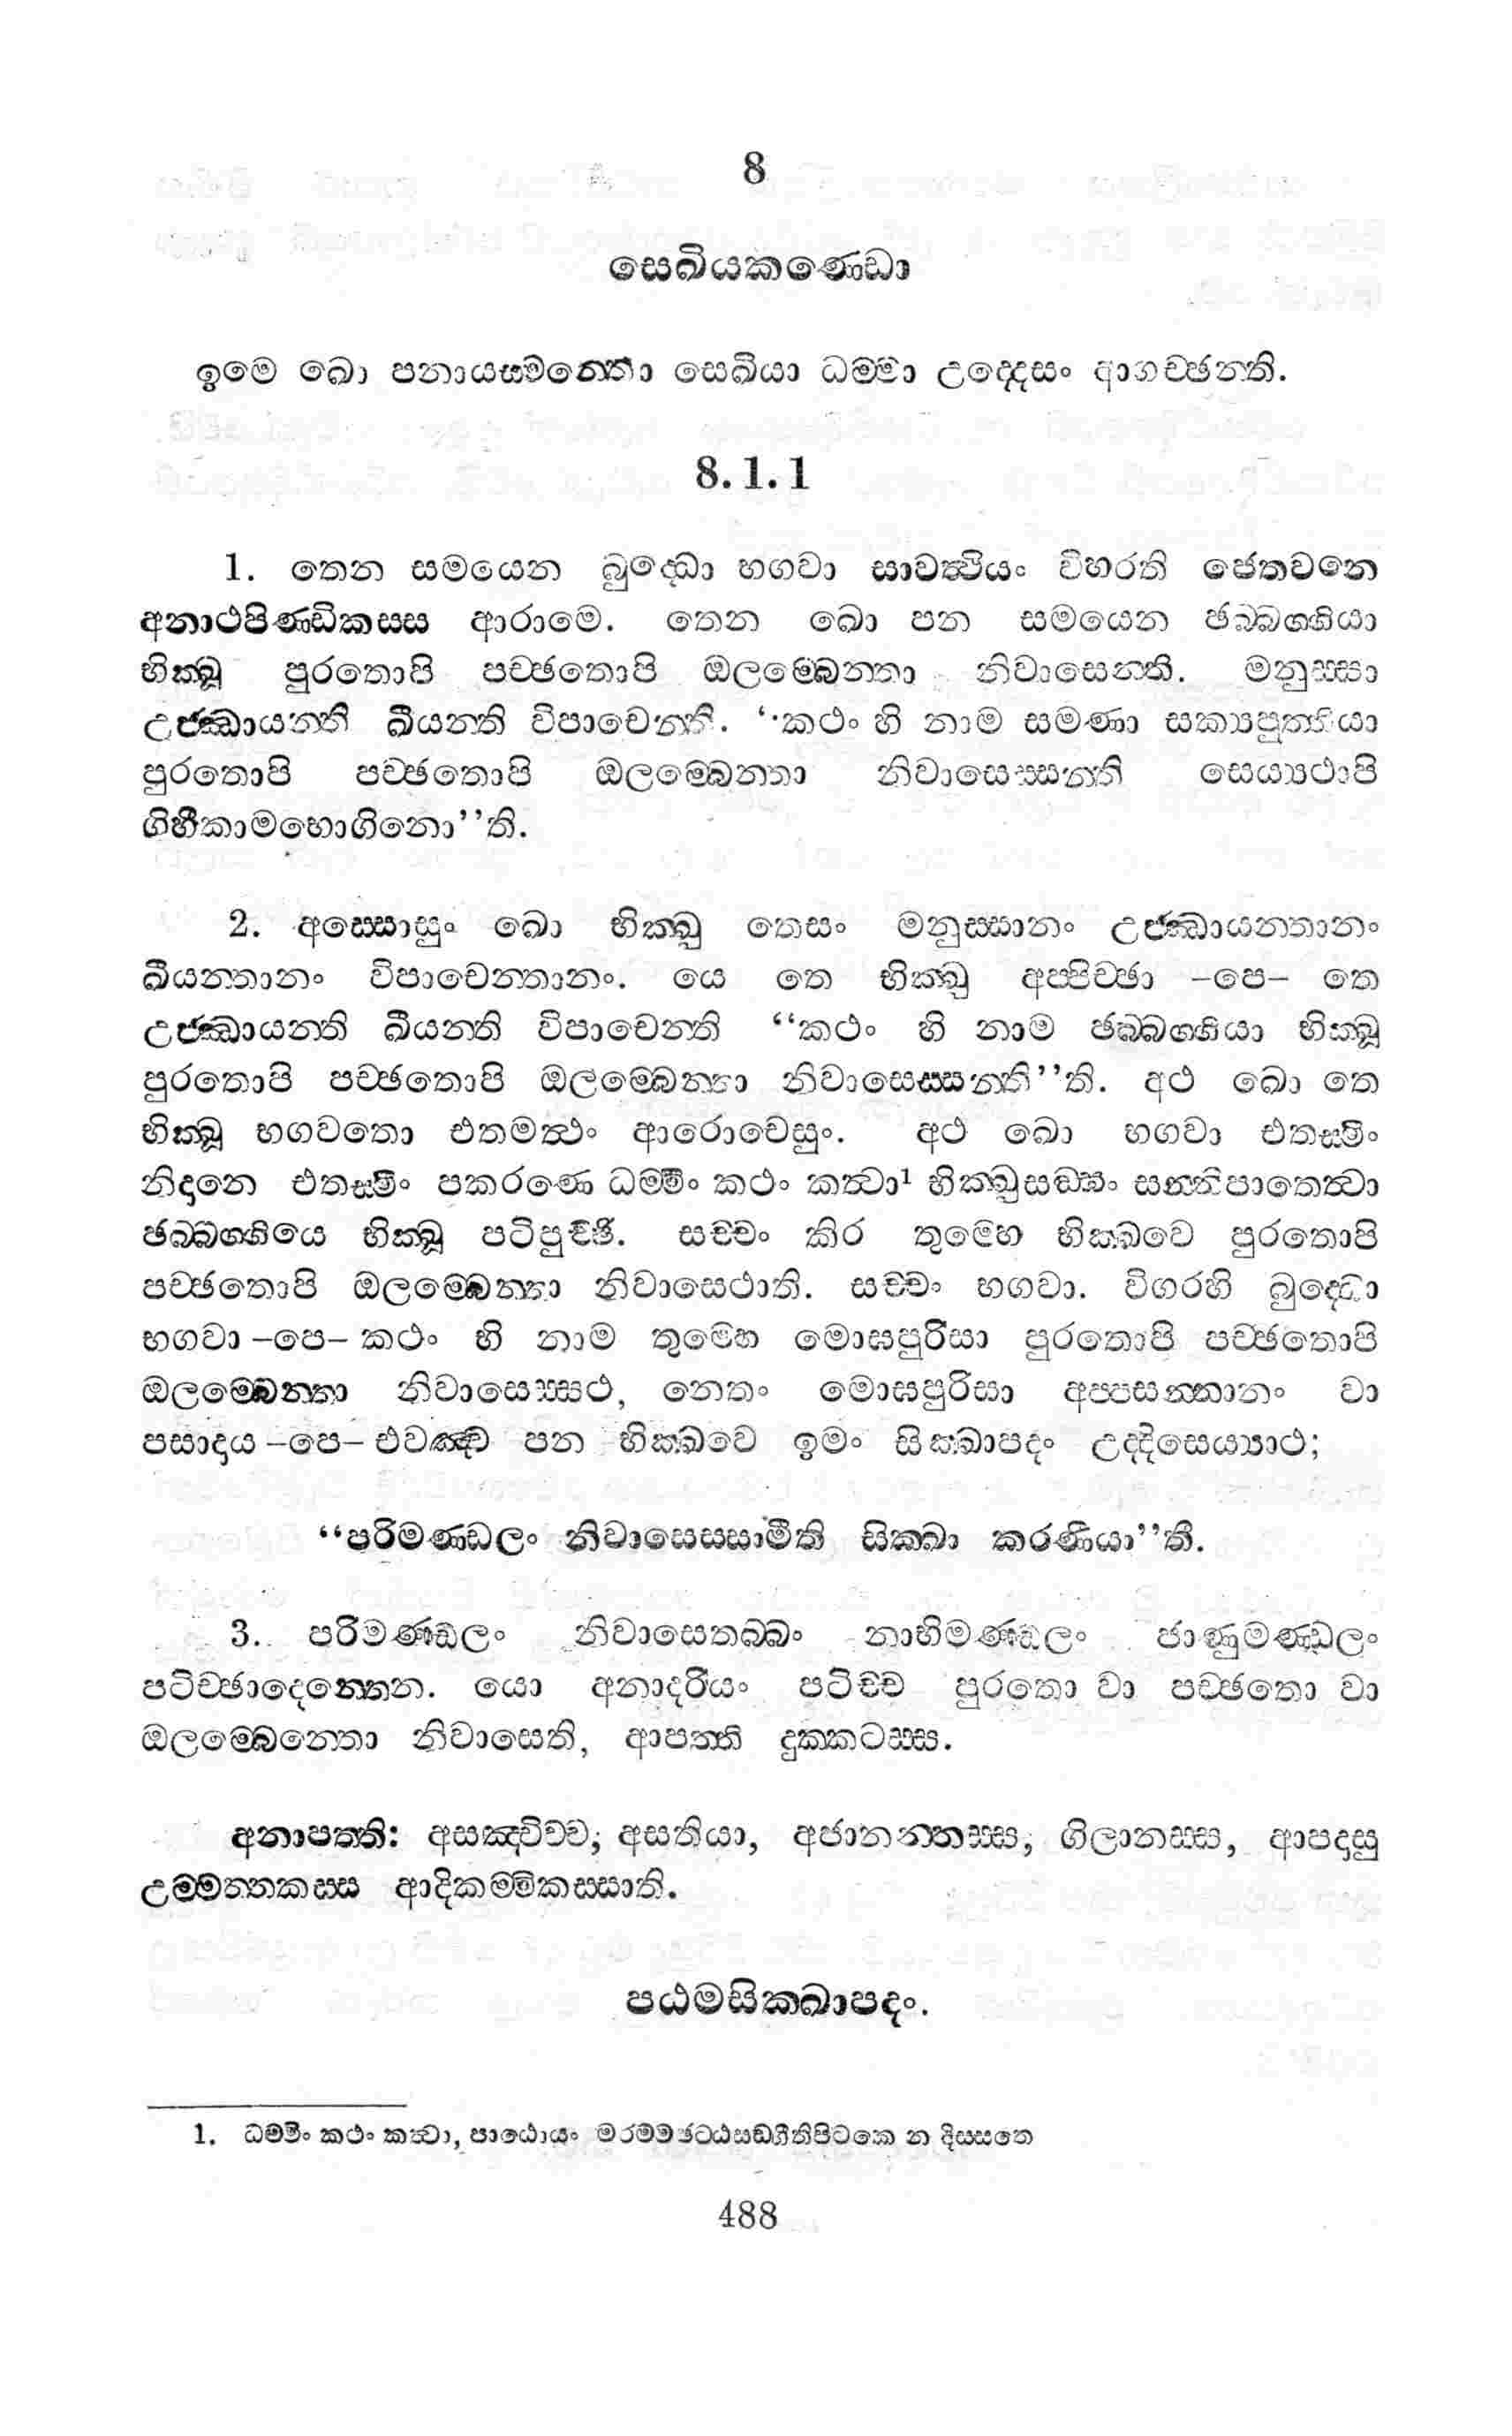 8
සෙඛියකණ්ඩො
ඉමෙ ඛො පනායස්මන්තො සෙඛියා ධම්මා උද්දෙසං ආගච්ඡන්ති.
8. 1. 1
1. තෙන සමයෙන බුද්ධො භගවා සාවත්ථියං විහරති ජෙතවනෙ
අනාථපිණ්ඩිකස්ස ආරාමෙ. තෙන ඛො පන සමයෙන ඡබ්බග්ගියා
භික්ඛූ පුරතොපි පච්ඡතොපි ඔලම්බෙන්තා නිවාසෙන්ති. මනුස්සා
උජ්ඣායන්ති ඛීයන්ති විපාචෙන්ති. ‘‘කථං හි නාම සමණා සක්‍යපුත්තියා
පුරතොපි පච්ඡතොපි ඔලම්බෙන්තා නිවාසෙස්සන්ති සෙය්‍යථාපි
ගිහීකාමභොගිනො’’ති.
2. අස්සොසුං ඛො භික්ඛු තෙසං මනුස්සානං උජ්ඣායන්තානං
ඛීයන්තානං විපාචෙන්තානං. යෙ තෙ භික්ඛු අප්පිච්ඡා –පෙ– තෙ
උජ්ඣායන්ති ඛීයන්ති විපාචෙන්ති ‘‘කථං හි නාම ඡබ්බග්ගියා භික්ඛූ
පුරතොපි පච්ඡතොපි ඔලම්බෙන්තා නිවාසෙස්සන්ති’’ති. අථ ඛො තෙ
භික්ඛූ භගවතො එතමත්ථං ආරොචෙසුං. අථ ඛො භගවා එතස්මිං
නිදානෙ එතස්මිං පකරණෙ ධම්මිං කථං කත්වා¹ භික්ඛුසඞ්ඝං සන්නිපාතෙත්වා
ඡබ්බග්ගියෙ භික්ඛූ පටිපුච්ඡි. සච්චං කිර තුම්හෙ භික්ඛවෙ පුරතොපි
පච්ඡතොපි ඔලම්බෙන්තා නිවාසෙථාති. සච්චං භගවා. විගරහි බුද්ධො
භගවා –පෙ– කථං හි නාම තුම්හෙ මොඝපුරිසා පුරතොපි පච්ඡතොපි
ඔලම්බෙන්තා නිවාසෙස්සථ, නෙතං මොඝපුරිසා අප්පසන්නානං වා
පසාදාය –පෙ– එවඤ්ච පන භික්ඛවෙ ඉමං සික්ඛාපදං උද්දිසෙය්‍යාථ;
‘‘පරිමණ්ඩලං නිවාසෙස්සාමීති සික්ඛා කරණීයා’’ති.
3. පරිමණ්ඩලං නිවාසෙතබ්බං නාභිමණ්ඩලං ජාණුමණ්ඩලං
පටිච්ඡාදෙන්තෙන. යො අනාදරියං පටිච්ච පුරතො වා පච්ඡතො වා
ඔලම්බෙන්තො නිවාසෙති, ආපත්ති දුක්කටස්ස.
අනාපත්ති: අසඤ්චිච්ච, අසතියා, අජානන්තස්ස, ගිලානස්ස, ආපදාසු
උම්මත්තකස්ස ආදිකම්මිකස්සාති.
පඨමසික්ඛාපදං.
1. ධම්මිං කථං කත්වා, පාඨොයං මරම්මඡට්ඨසඞ්ගීතිපිටකෙ න දිස්සතෙ
488